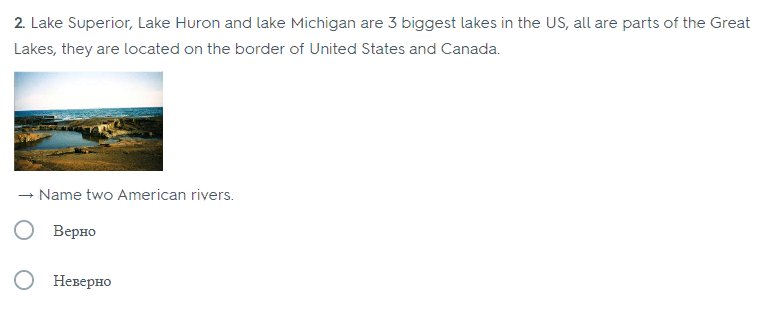 2. Lake Superior, Lake Huron and lake Michigan are 3 biggest lakes in the US, all are parts of the Great
Lakes, they are located on the border of United States and Canada.
→ Name two American rivers.
Верно
Неверно